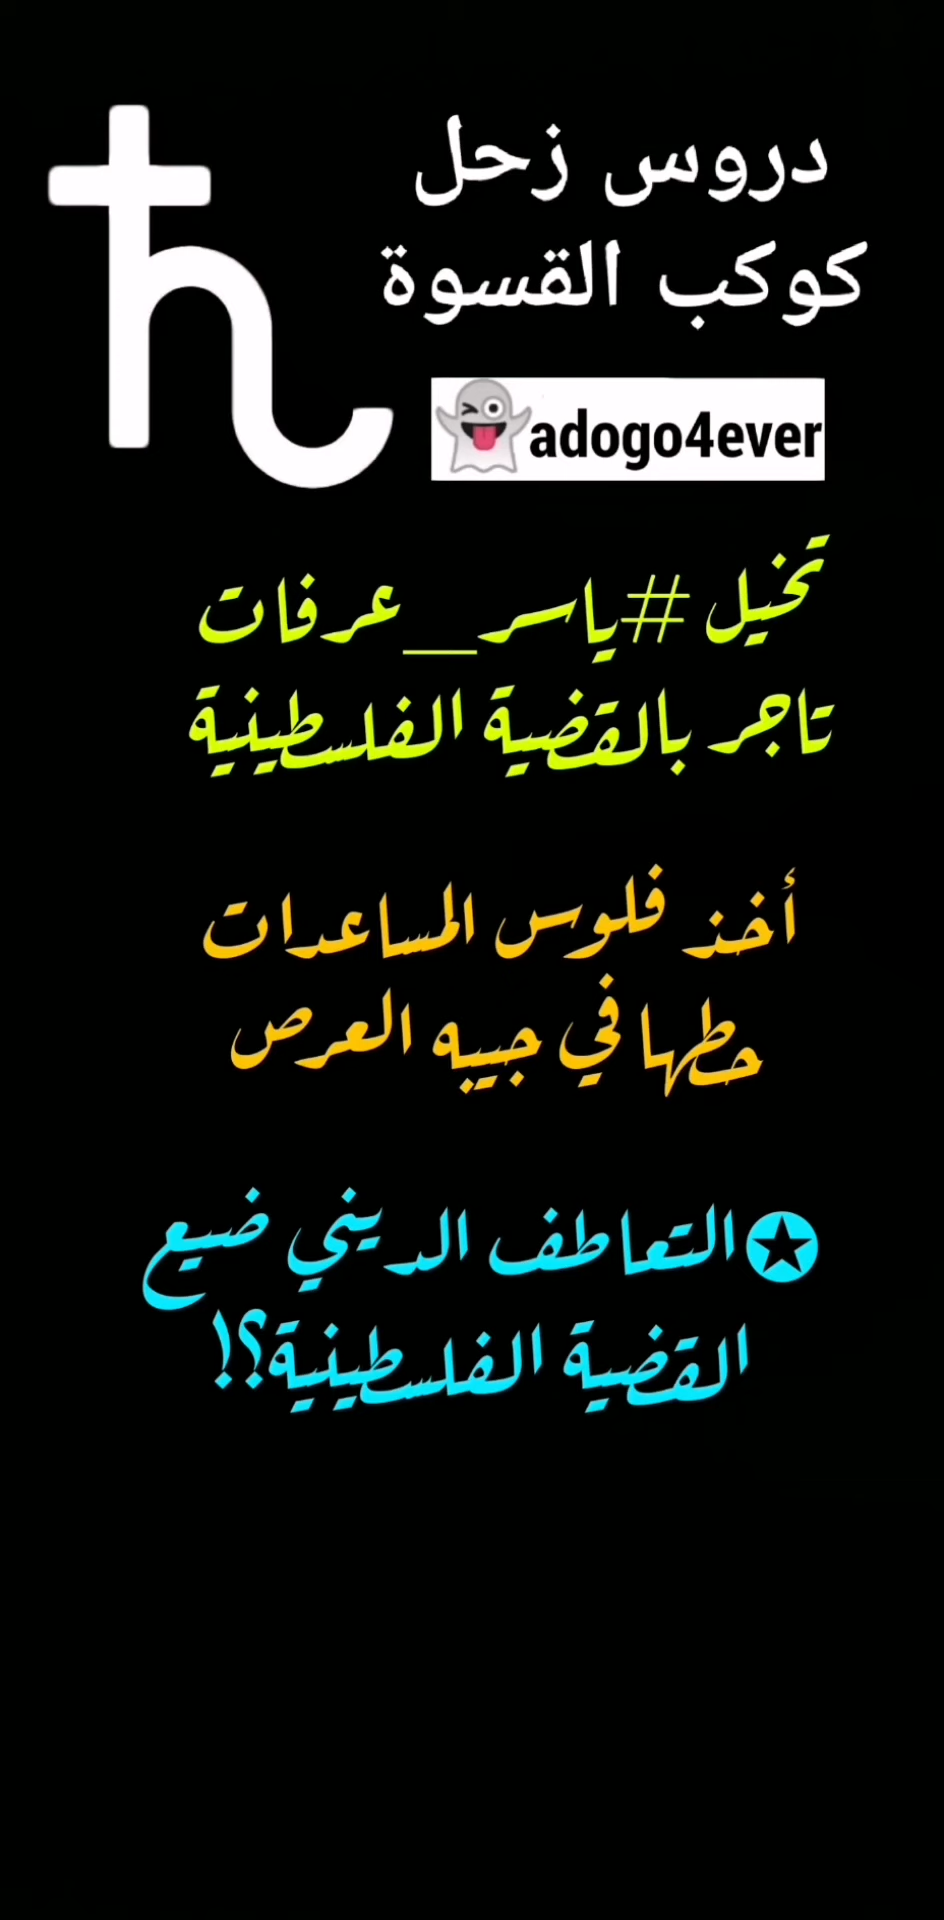 دروس زحل
كوكب القسوة
adogo4ever
تخيل #ياسر_عرفات
تاجر بالقضية الفلسطينية
أخذ فلوس المساعدات
حطها في جيبه العرص
✪التعاطف الديني ضيع
القضية الفلسطينية؟!